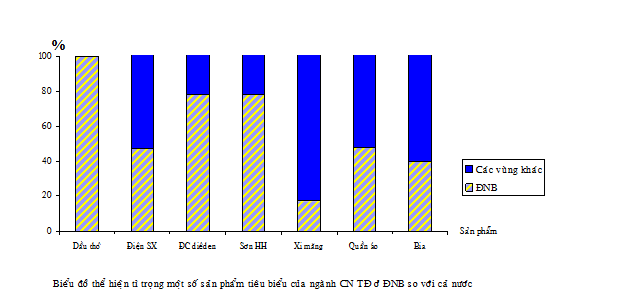 %
100
80
60
40
20
0
Dầu thô
Điện SX
ĐC điêden
Sơn HH
Xi măng
Quần áo
Bia
Sản phẩm
Các vùng khác
ĐNB
Biểu đồ thể hiện tỉ trọng một số sản phẩm tiêu biểu của ngành CN TĐ ở ĐNB so với cả nước